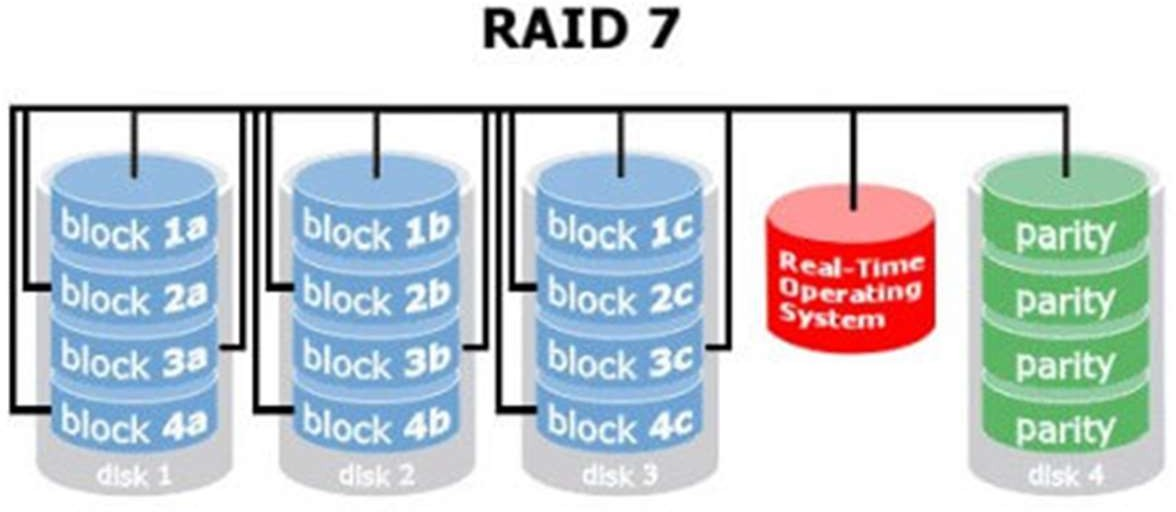 RAID 7
block 1a
block 2a
block 3a
block 4a
disk 1
block 1b
block 2b
block 3b
block 4b
disk 2
block 1c
block 2c
block 3c
block 4c
disk 3
Real-Time
Operating
System
parity
parity
parity
parity
disk 4